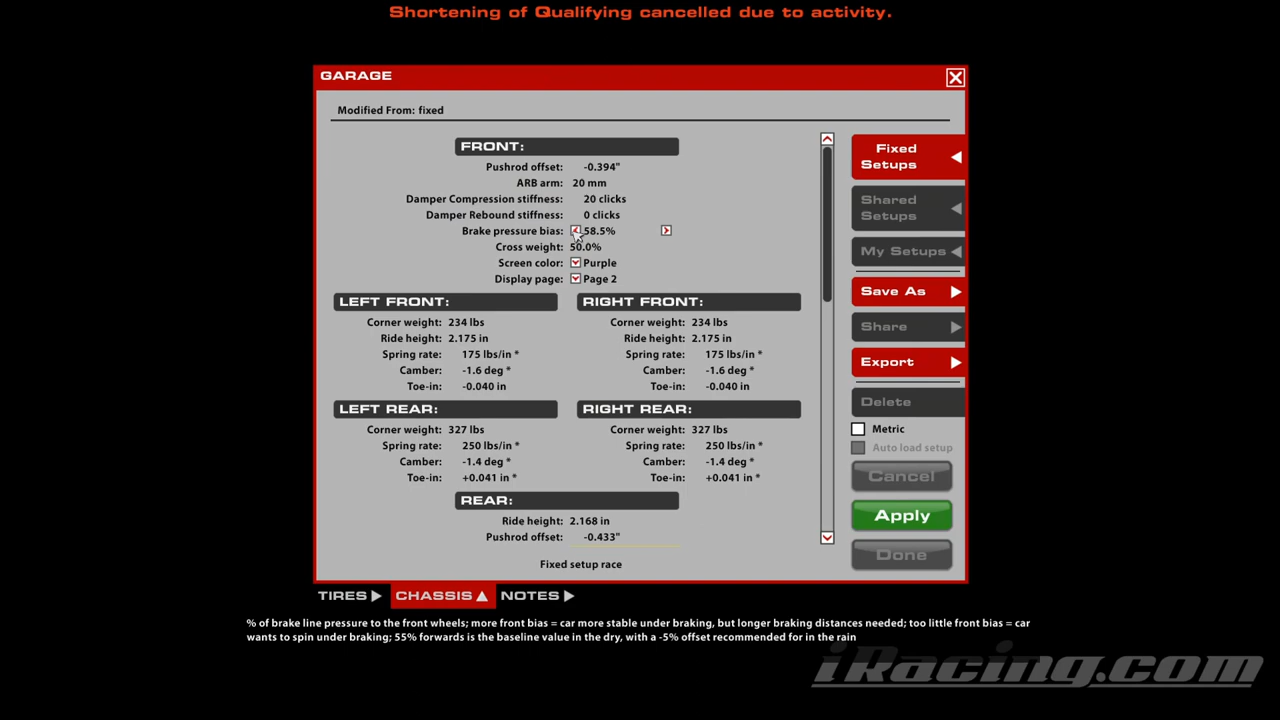 Shortening of Qualifying cancelled due to activity.
GARAGE
Modified From: fixed
FRONT:
Pushrod offset: -0.394"
ARB arm: 20 mm
Damper Compression stiffness: 20 clicks
Damper Rebound stiffness: 0 clicks
Brake pressure bias: 58.5%
Cross weight: 50.0%
Screen color: Purple
Display page: Page 2
LEFT FRONT:
Corner weight: 234 lbs
Ride height: 2.175 in
Spring rate: 175 lbs/in *
Camber: -1.6 deg *
Toe-in: -0.040 in
RIGHT FRONT:
Corner weight: 234 lbs
Ride height: 2.175 in
Spring rate: 175 lbs/in *
Camber: -1.6 deg *
Toe-in: -0.040 in
LEFT REAR:
Corner weight: 327 lbs
Spring rate: 250 lbs/in *
Camber: -1.4 deg *
Toe-in: +0.041 in *
RIGHT REAR:
Corner weight: 327 lbs
Spring rate: 250 lbs/in *
Camber: -1.4 deg *
Toe-in: +0.041 in *
REAR:
Ride height: 2.168 in
Pushrod offset: -0.433"
Fixed setup race
Fixed
Setups
Shared
Setups
My Setups
Save As
Share
Export
Delete
Metric
Auto load setup
Cancel
Apply
Done
TIRES
CHASSIS
NOTES
% of brake line pressure to the front wheels; more front bias = car more stable under braking, but longer braking distances needed; too little front bias = car
wants to spin under braking; 55% forwards is the baseline value in the dry, with a -5% offset recommended for in the rain
iRacing.com